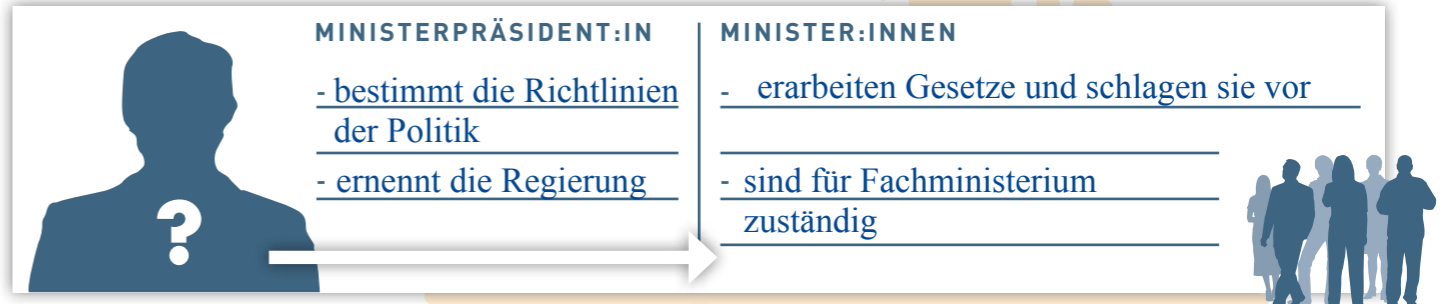 MINISTERPRÄSIDENT:IN
- bestimmt die Richtlinien
der Politik
- ernennt die Regierung
?
MINISTER:INNEN
- erarbeiten Gesetze und schlagen sie vor
- sind für Fachministerium
zuständig